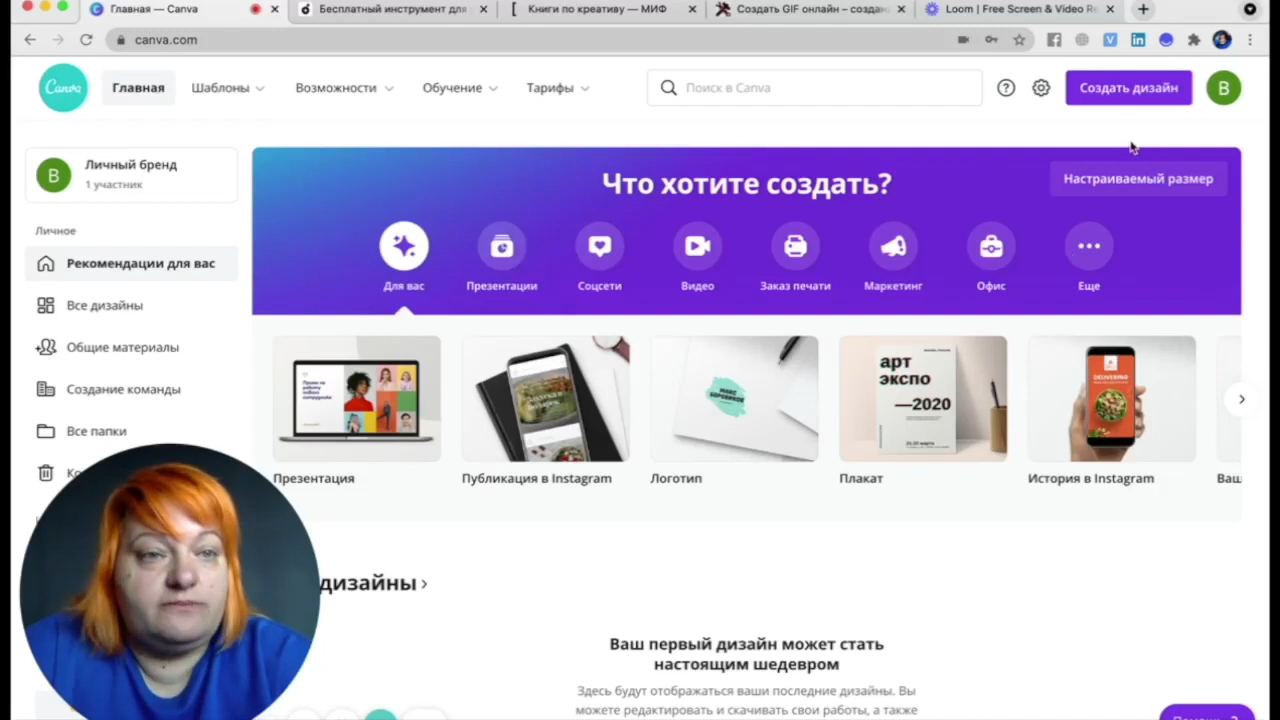 Главная — Canva
Бесплатный инструмент для
Книги по креативу — МИФ
Создать GIF онлайн – создан
Loom | Free Screen & Video Re
canva.com
Canva
Главная
Шаблоны
Возможности
Обучение
Тарифы
Поиск в Canva
Создать дизайн
B
B
Личный бренд
1 участник
Что хотите создать?
Настраиваемый размер
Личное
Рекомендации для вас
Все дизайны
Общие материалы
Создание команды
Все папки
Для вас
Презентации
Соцсети
Видео
Заказ печати
Маркетинг
Офис
Еще
арт
экспо
—2020
DELIVERING
Презентация
Публикация в Instagram
Логотип
Плакат
История в Instagram
Ваш
дизайны
Ваш первый дизайн может стать
настоящим шедевром
Здесь будут отображаться ваши последние дизайны. Вы
можете редактировать и скачивать свои работы, а также